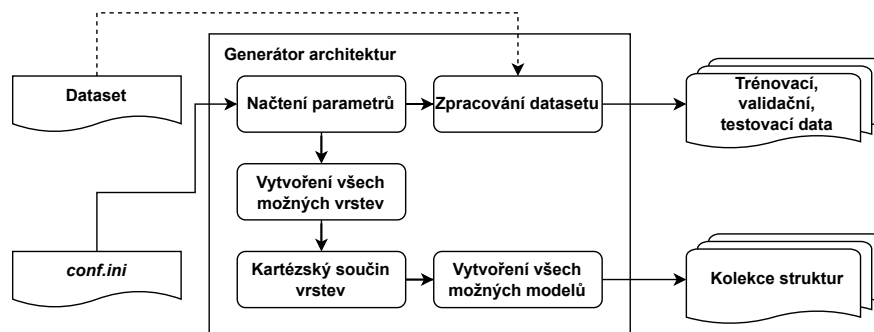 Generátor architektur
Dataset
Načtení parametrů
Zpracování datasetu
Trénovací,
validační,
testovací data
Vytvoření všech
možných vrstev
conf.ini
Kartézský součin
vrstev
Vytvoření všech
možných modelů
Kolekce struktur